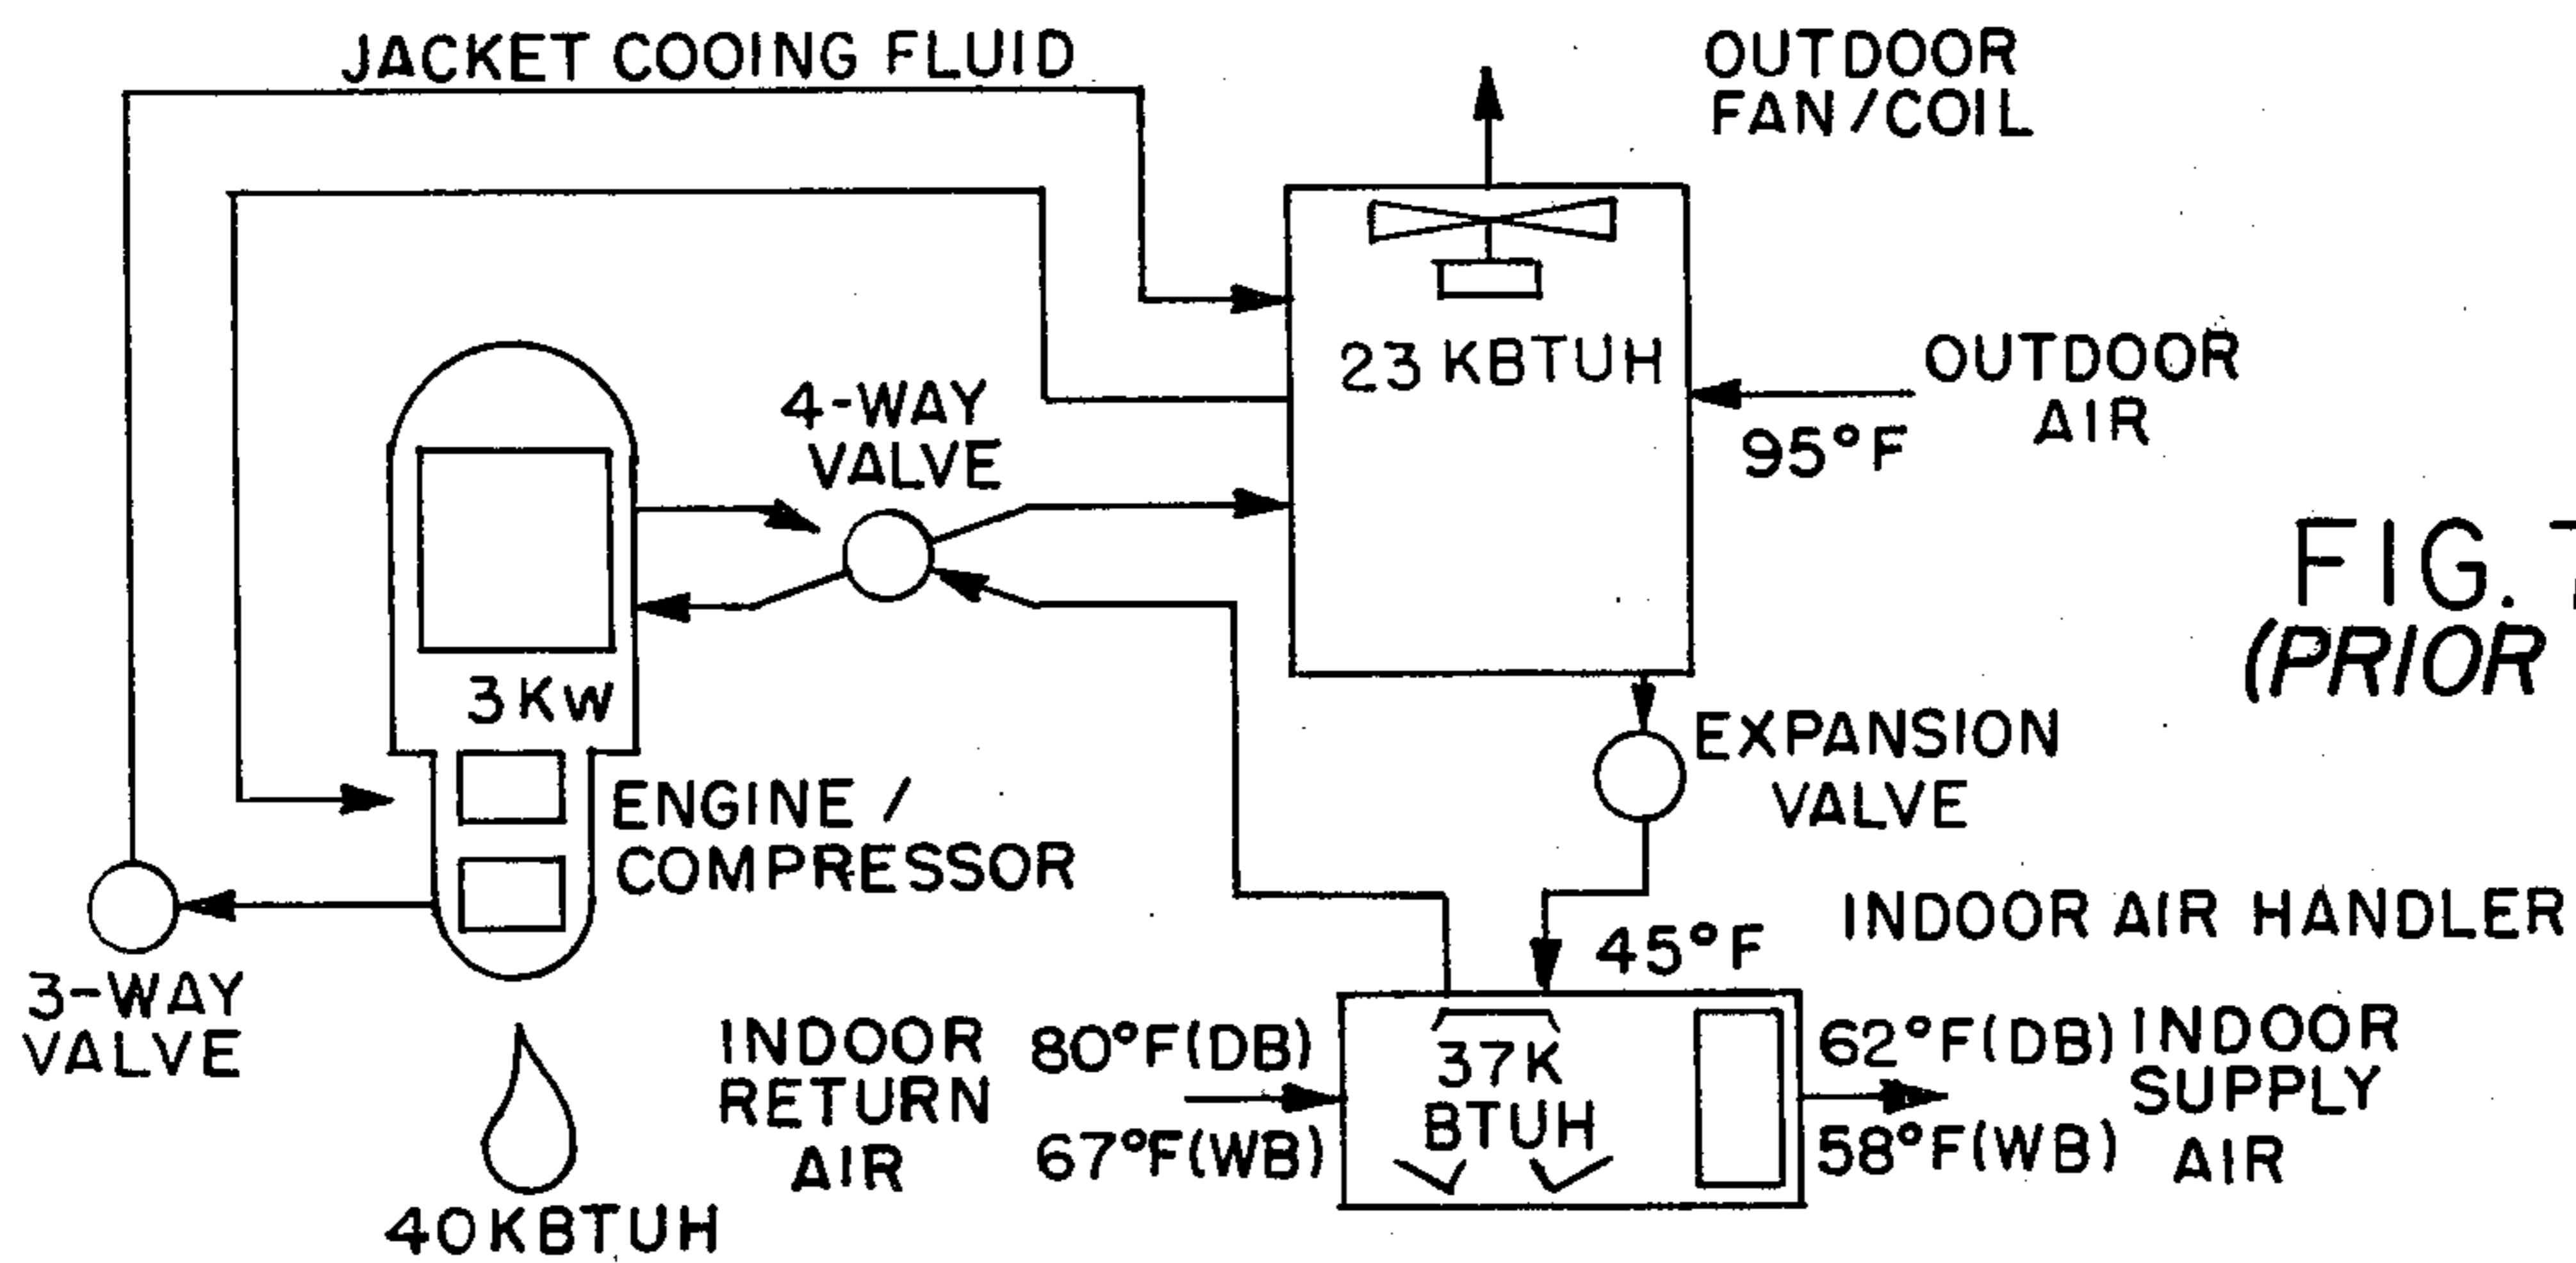 JACKET COOING FLUID
OUTDOOR
FAN/COIL
23 KBTUH
OUTDOOR
AIR
95°F
4-WAY
VALVE
FIG.
(PRIOR
3KW
EXPANSION
VALVE
ENGINE /
COMPRESSOR
INDOOR AIR HANDLER
45°F
3-WAY
VALVE
INDOOR
RETURN
AIR
80°F(DB)
67°F(WB)
37K
BTUH
62°F(DB)
58°F(WB)
INDOOR
SUPPLY
AIR
40KBTUH